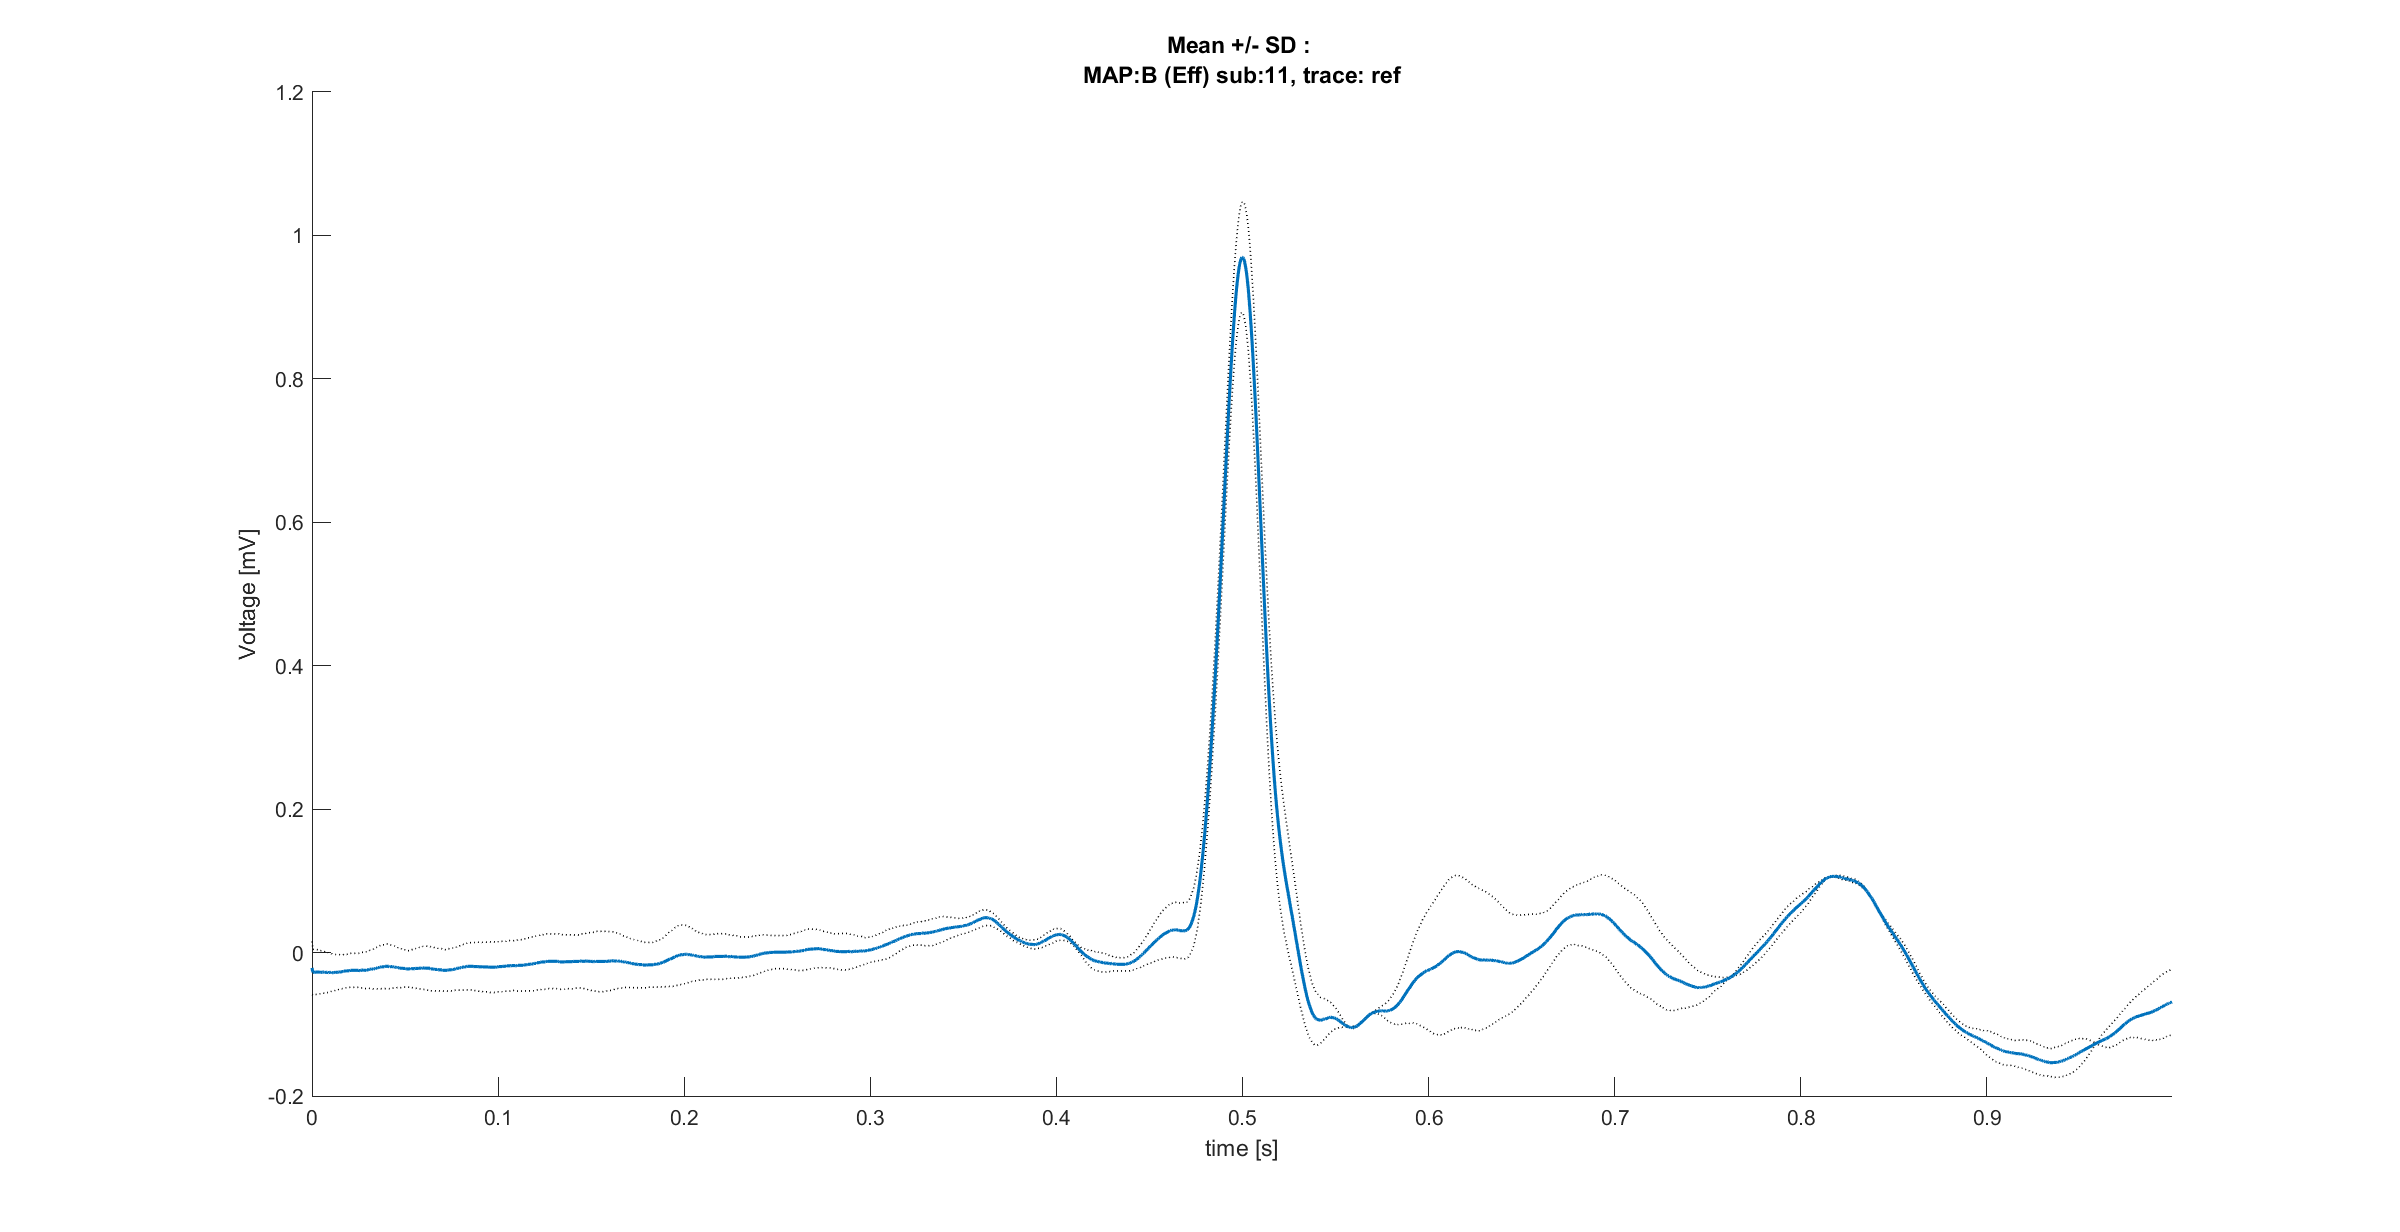 Mean +/- SD :
MAP:B (Eff) sub:11, trace: ref
1.2
1
0.8
0.6
0.4
0.2
0
-0.2
Voltage [mV]
0 0.1 0.2 0.3 0.4 0.5 0.6 0.7 0.8 0.9
time [s]